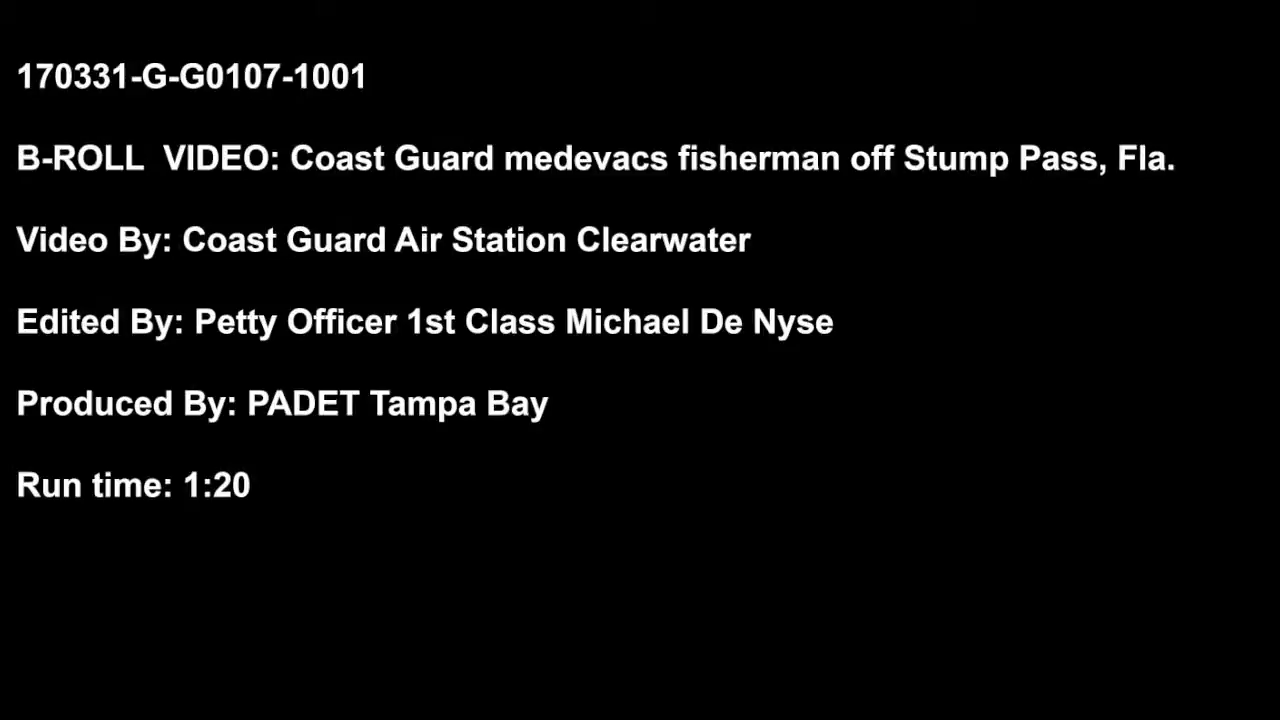 170331-G-G0107-1001
B-ROLL  VIDEO: Coast Guard medevacs fisherman off Stump Pass, Fla.
Video By: Coast Guard Air Station Clearwater
Edited By: Petty Officer 1st Class Michael De Nyse
Produced By: PADET Tampa Bay
Run time: 1:20